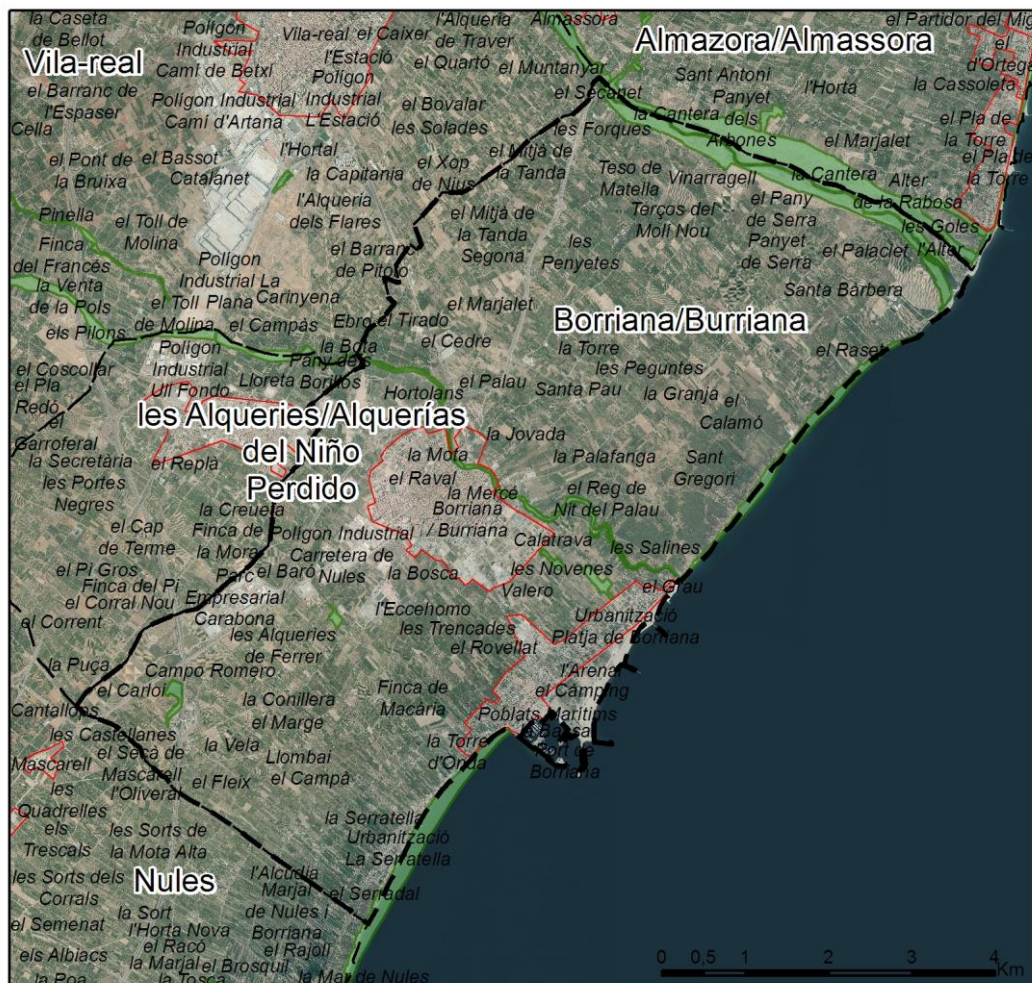 la Caseta
de Bellot
Polígon
Industrial
Camí de Betxí
Vila-real
l'Estació
Polígon
Industrial
L'Estació
el Caixer
l'Alqueria
de Traver
el Quartó
Almassora
el Muntanyar
Almazora/Almassora
el Partidor del Mig
el
d'Ortega
la Cassoleta
Vila-real
el Barranc de
l'Espaser
Cella
Polígon Industrial
Camí d'Artana
el Bovalar
les Solades
el Secanet
Sant Antoni
Panyet
dels
Arbones
l'Horta
la Cantera
les Forques
el Marjalet
el Pla de
la Torre
el Pla de
la Torre
el Pont de
la Bruixa
el Bassot
Catalanet
l'Hortal
la Capitania
el Xop
de Nius
el Mitjà de
la Tanda
Teso de
Matella
Vinarragell
la Cantera
Alter
de la Rabosa
l'Alqueria
dels Flares
Terços del
Molí Nou
el Pany
de Serra
Panyet
de Serra
les Goles
l'Alter
el Palaciet
Pinella
Finca
del Francés
la Venta
de la Pols
els Pilons
el Toll de
Molina
el Barranc
de Pitoto
el Mitjà de
la Tanda
Segona
les
Penyetes
Santa Bàrbera
Polígon
Industrial La
Plana
Carinyena
el Toll
de Molina
el Campàs
Ebro
el Tirado
el Marjalet
Borriana/Burriana
el Coscollar
el Pla
Redó
Polígon
Industrial
Ull Fondo
la Bota
Pany dels
Borillos
Lloreta
el Cedre
la Torre
el Raset
Hortolans
el Palau
Santa Pau
les Peguntes
la Granja
el
Calamó
les Alqueries/Alquerías
del Niño
Perdido
el
Garroferal
la Secretària
les Portes
Negres
el Replà
la Mota
el Raval
la Jovada
la Palafanga
Sant
Gregori
la Mercé
Borriana
/ Burriana
el Reg de
Nit del Palau
el Cap
de Terme
la Creueta
Finca de
la Mora
Polígon Industrial
Carretera de
Nules
Calatrava
les Salines
el Pi Gros
Finca del Pi
el Corral Nou
el Corrent
Parc
Empresarial
Carabona
el Baró
la Bosca
les Novenes
Valero
el Grau
l'Eccehomo
Urbanització
Platja de Borriana
les Alqueries
de Ferrer
les Trencades
el Rovellat
la Puça
el Carloi
Campo Romero
l'Arenal
el Càmping
Cantallops
la Conillera
el Marge
Finca de
Macària
Poblats Marítims
la Bassa
Port de
Borriana
les Castellanes
el Secà de
Mascarell
Mascarell
l'Oliveral
la Vela
Llombai
el Campà
el Fleix
la Torre
d'Onda
les
Quadrelles
els
Trescals
les Sorts de
la Mota Alta
la Serratella
Urbanització
La Serratella
Nules
les Sorts dels
Corrals
l'Alcúdia
Marjal
de Nules i
Borriana
el Serradal
el Semenat
la Sort
l'Horta Nova
el Racó
el Rajolí
els Albiacs
la Marjal
el Brosquil
la Poa
la Tosca
la Mar de Nules
0 0,5 1 2 3 4
Km